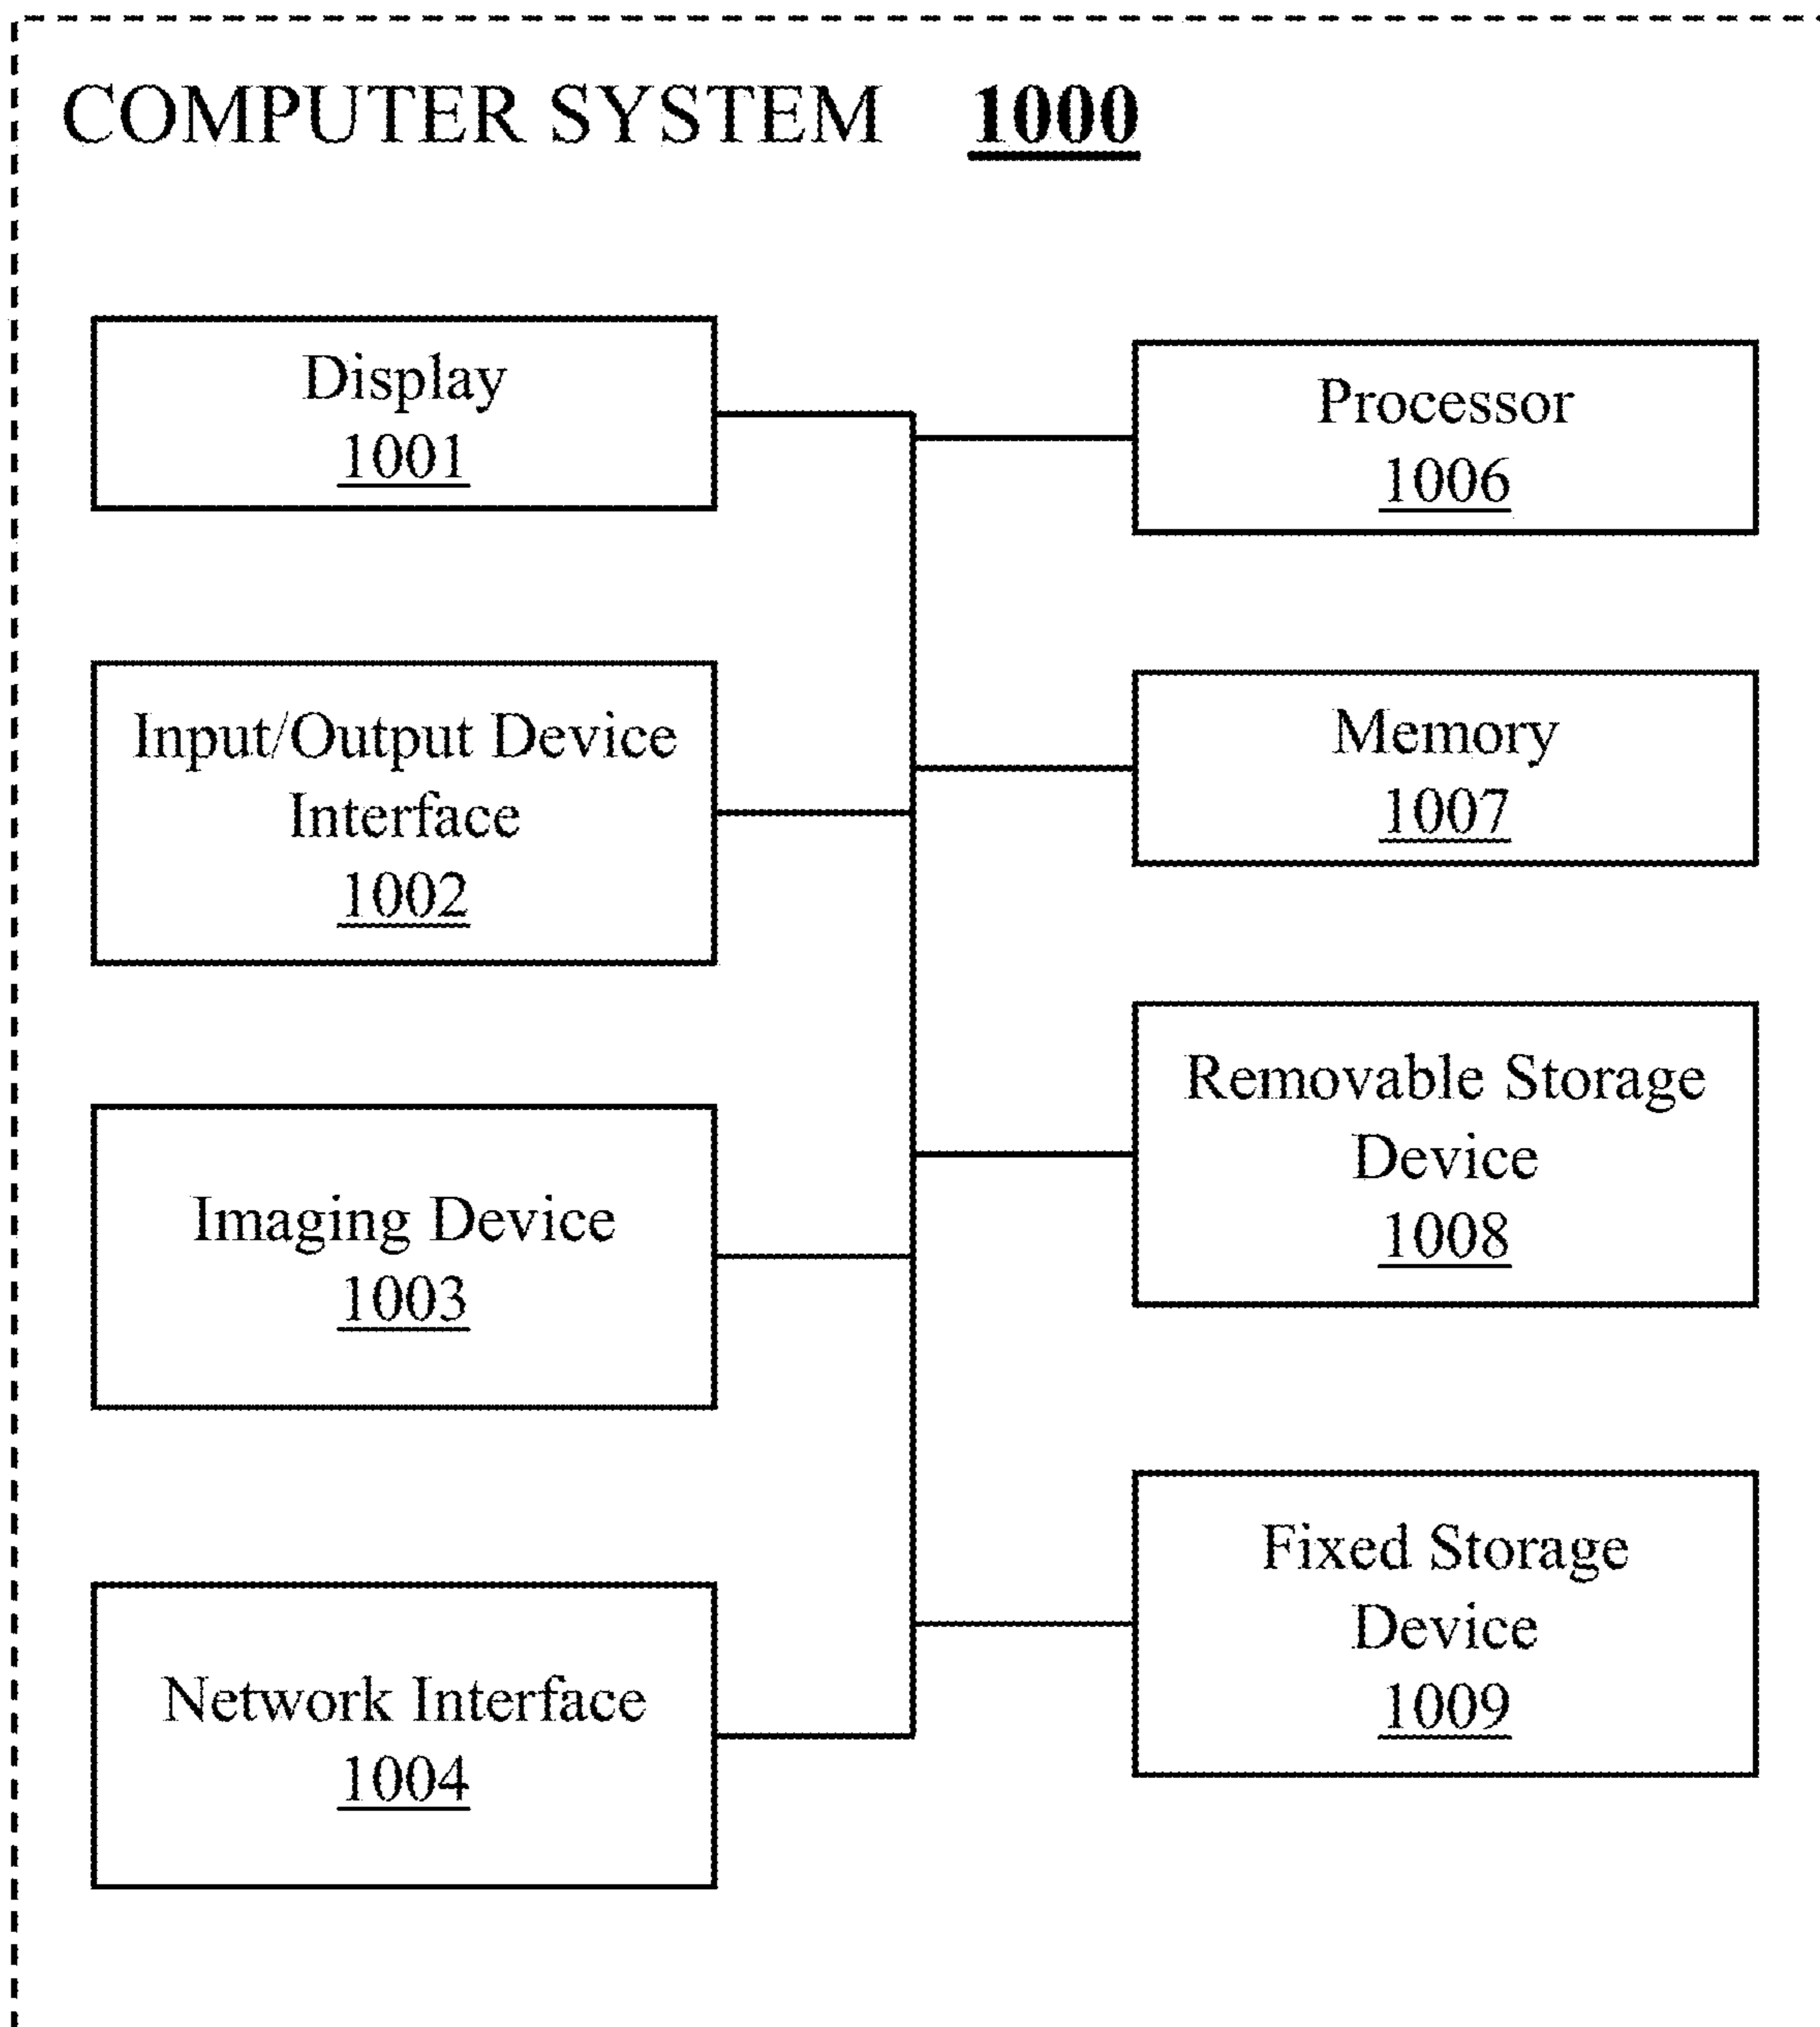 COMPUTER SYSTEM 1000
Display
1001
Input/Output Device
Interface
1002
Imaging Device
1003
Network Interface
1004
Processor
1006
Memory
1007
Removable Storage
Device
1008
Fixed Storage
Device
1009